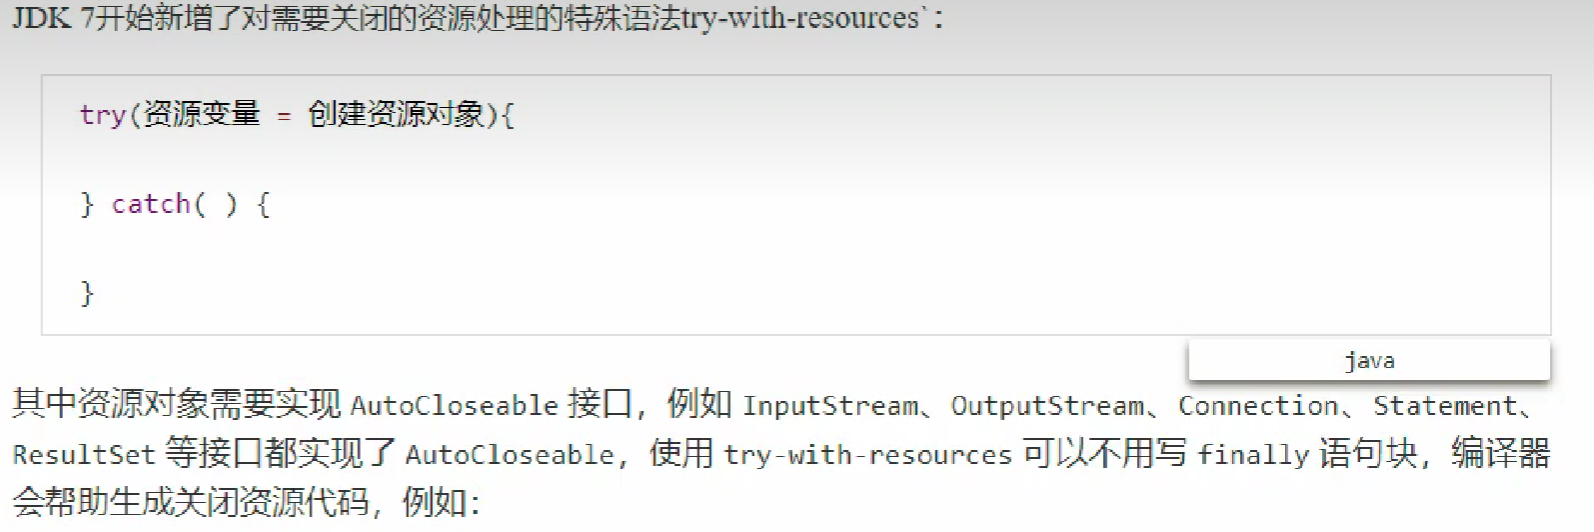 JDK 7开始新增了对需要关闭的资源处理的特殊语法try-with-resources`：
try(资源变量 = 创建资源对象){
} catch( ) {
}
java
其中资源对象需要实现 AutoCloseable 接口，例如 InputStream、OutputStream、Connection、Statement、
ResultSet 等接口都实现了 AutoCloseable，使用 try-with-resources 可以不用写 finally 语句块，编译器
会帮助生成关闭资源代码，例如：